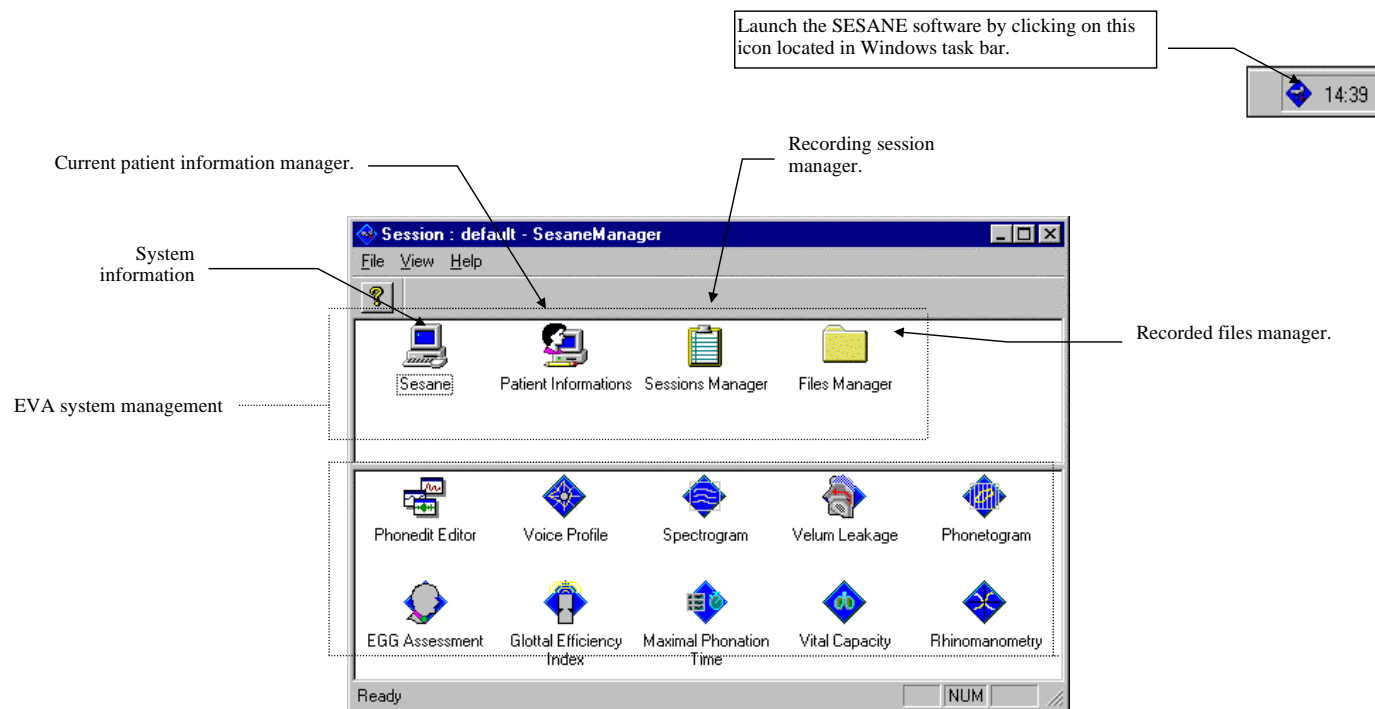 Launch the SESANE software by clicking on this
icon located in Windows task bar.
14:39
Current patient information manager.
Recording session
manager.
System
information
Session : default - SesaneManager
File View Help
Sesane
Patient Informations
Sessions Manager
Files Manager
Recorded files manager.
EVA system management
Phonedit Editor
Voice Profile
Spectrogram
Velum Leakage
Phonetogram
EGG Assessment
Glottal Efficiency
Index
Maximal Phonation
Time
Vital Capacity
Rhinomanometry
Ready
NUM